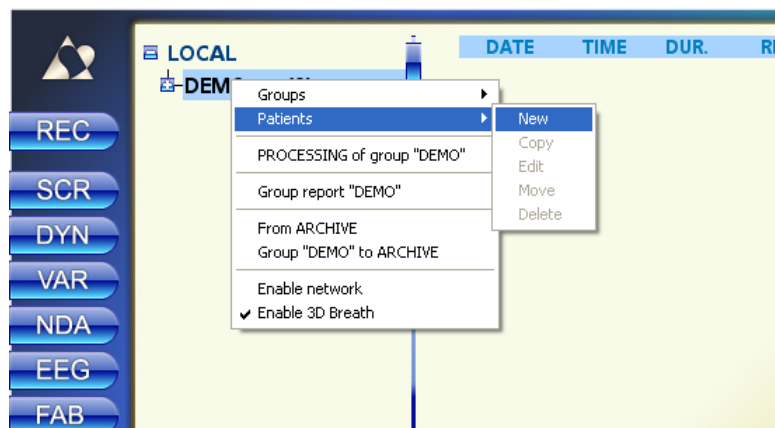 LOCAL
DEM
DATE TIME DUR.
REC
SCR
DYN
VAR
NDA
EEG
FAB
Groups
Patients
PROCESSING of group "DEMO"
Group report "DEMO"
From ARCHIVE
Group "DEMO" to ARCHIVE
Enable network
Enable 3D Breath
New
Copy
Edit
Move
Delete